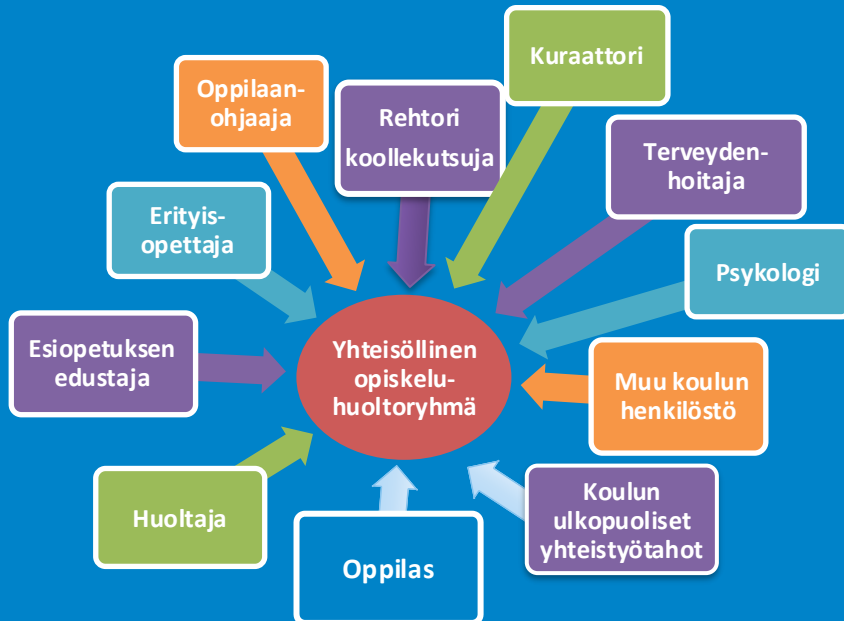 Kuraattori
Oppilaan-
ohjaaja
Rehtori
koollekutsuja
Terveyden-
hoitaja
Erityis-
opettaja
Psykologi
Esiopetuksen
edustaja
Yhteisöllinen
opiskelu-
huoltoryhmä
Muu koulun
henkilöstö
Huoltaja
Koulun
ulkopuoliset
yhteistyötahot
Oppilas